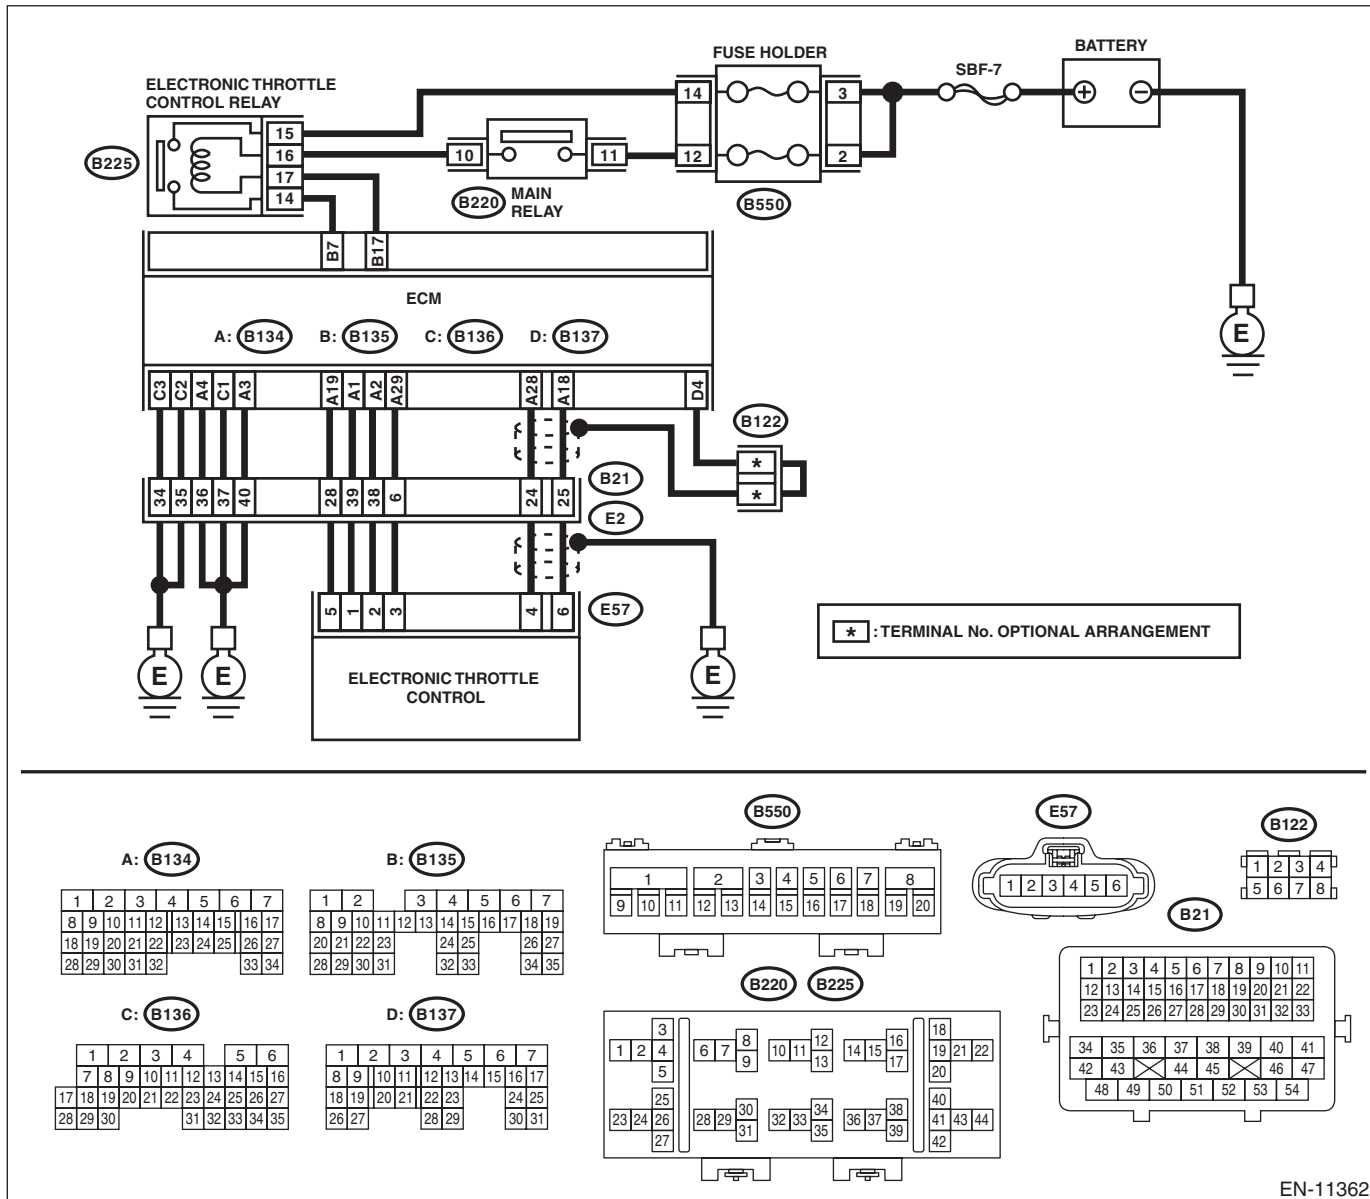 FUSE HOLDER
BATTERY
SBF-7
ELECTRONIC THROTTLE
CONTROL RELAY
B225
15
16
17
14
10
11
B220
MAIN
RELAY
14
12
3
2
B550
E
B7
B17
ECM
A: B134 B: B135 C: B136 D: B137
C3 C2 A4 C1 A3 A19 A1 A2 A29 A28 A18 D4
B122
*
*
B21
34 35 36 37 40 28 39 38 6 24 25
E2
5 1 2 3 4 6
E57
ELECTRONIC THROTTLE
CONTROL
E E E
* : TERMINAL No. OPTIONAL ARRANGEMENT
A: B134
1 2 3 4 5 6 7
8 9 10 11 12 13 14 15 16 17
18 19 20 21 22 23 24 25 26 27
28 29 30 31 32 33 34
B: B135
1 2 3 4 5 6 7
8 9 10 11 12 13 14 15 16 17 18 19
20 21 22 23 24 25 26 27
28 29 30 31 32 33 34 35
C: B136
1 2 3 4 5 6
7 8 9 10 11 12 13 14 15 16
17 18 19 20 21 22 23 24 25 26 27
28 29 30 31 32 33 34 35
D: B137
1 2 3 4 5 6 7
8 9 10 11 12 13 14 15 16 17
18 19 20 21 22 23 24 25
26 27 28 29 30 31
B550
1 2 3 4 5 6 7 8
9 10 11 12 13 14 15 16 17 18 19 20
B220 B225
1 2 3 4 5
6 7 8 9
10 11 12 13
14 15 16 17
18 19 20 21 22
23 24 25 26 27
28 29 30 31
32 33 34 35
36 37 38 39
40 41 42 43 44
E57
1 2 3 4 5 6
B122
1 2 3 4
5 6 7 8
B21
1 2 3 4 5 6 7 8 9 10 11
12 13 14 15 16 17 18 19 20 21 22
23 24 25 26 27 28 29 30 31 32 33
34 35 36 37 38 39 40 41
42 43 44 45 46 47
48 49 50 51 52 53 54
EN-11362